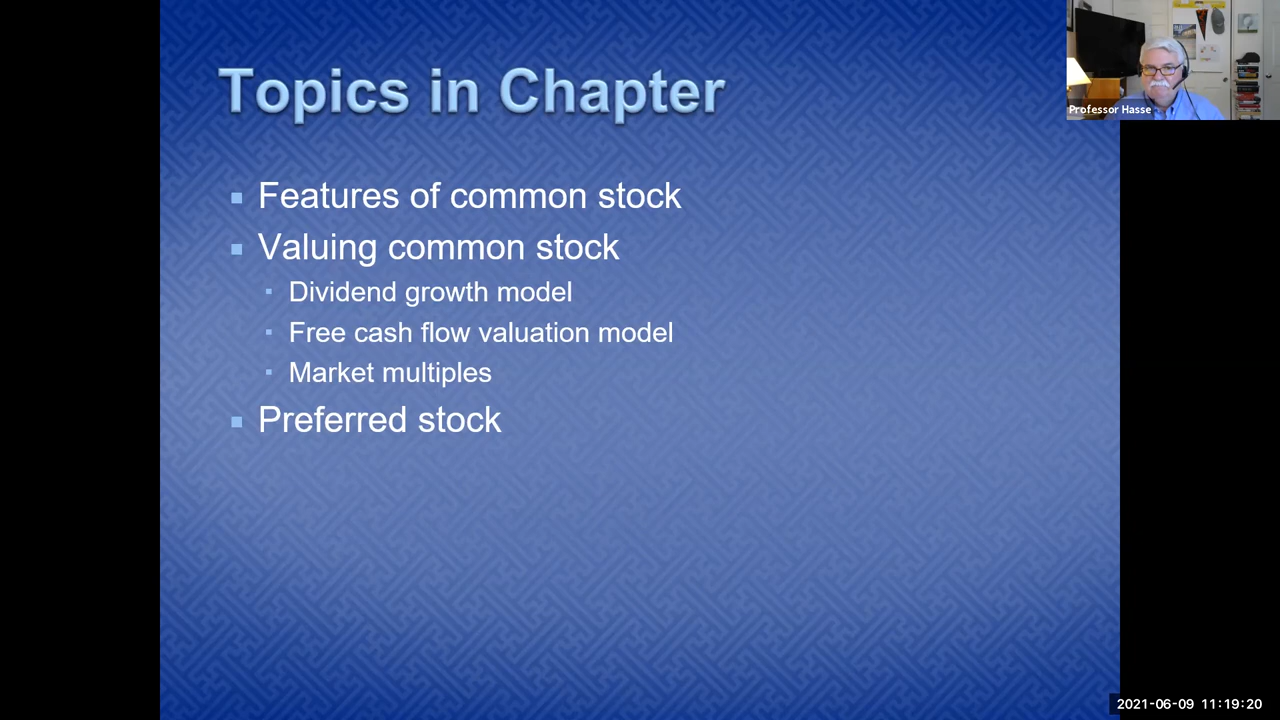 Topics in Chapter
Features of common stock
Valuing common stock
Dividend growth model
Free cash flow valuation model
Market multiples
Preferred stock
Professor Hasse
2021-06-09 11:19:20